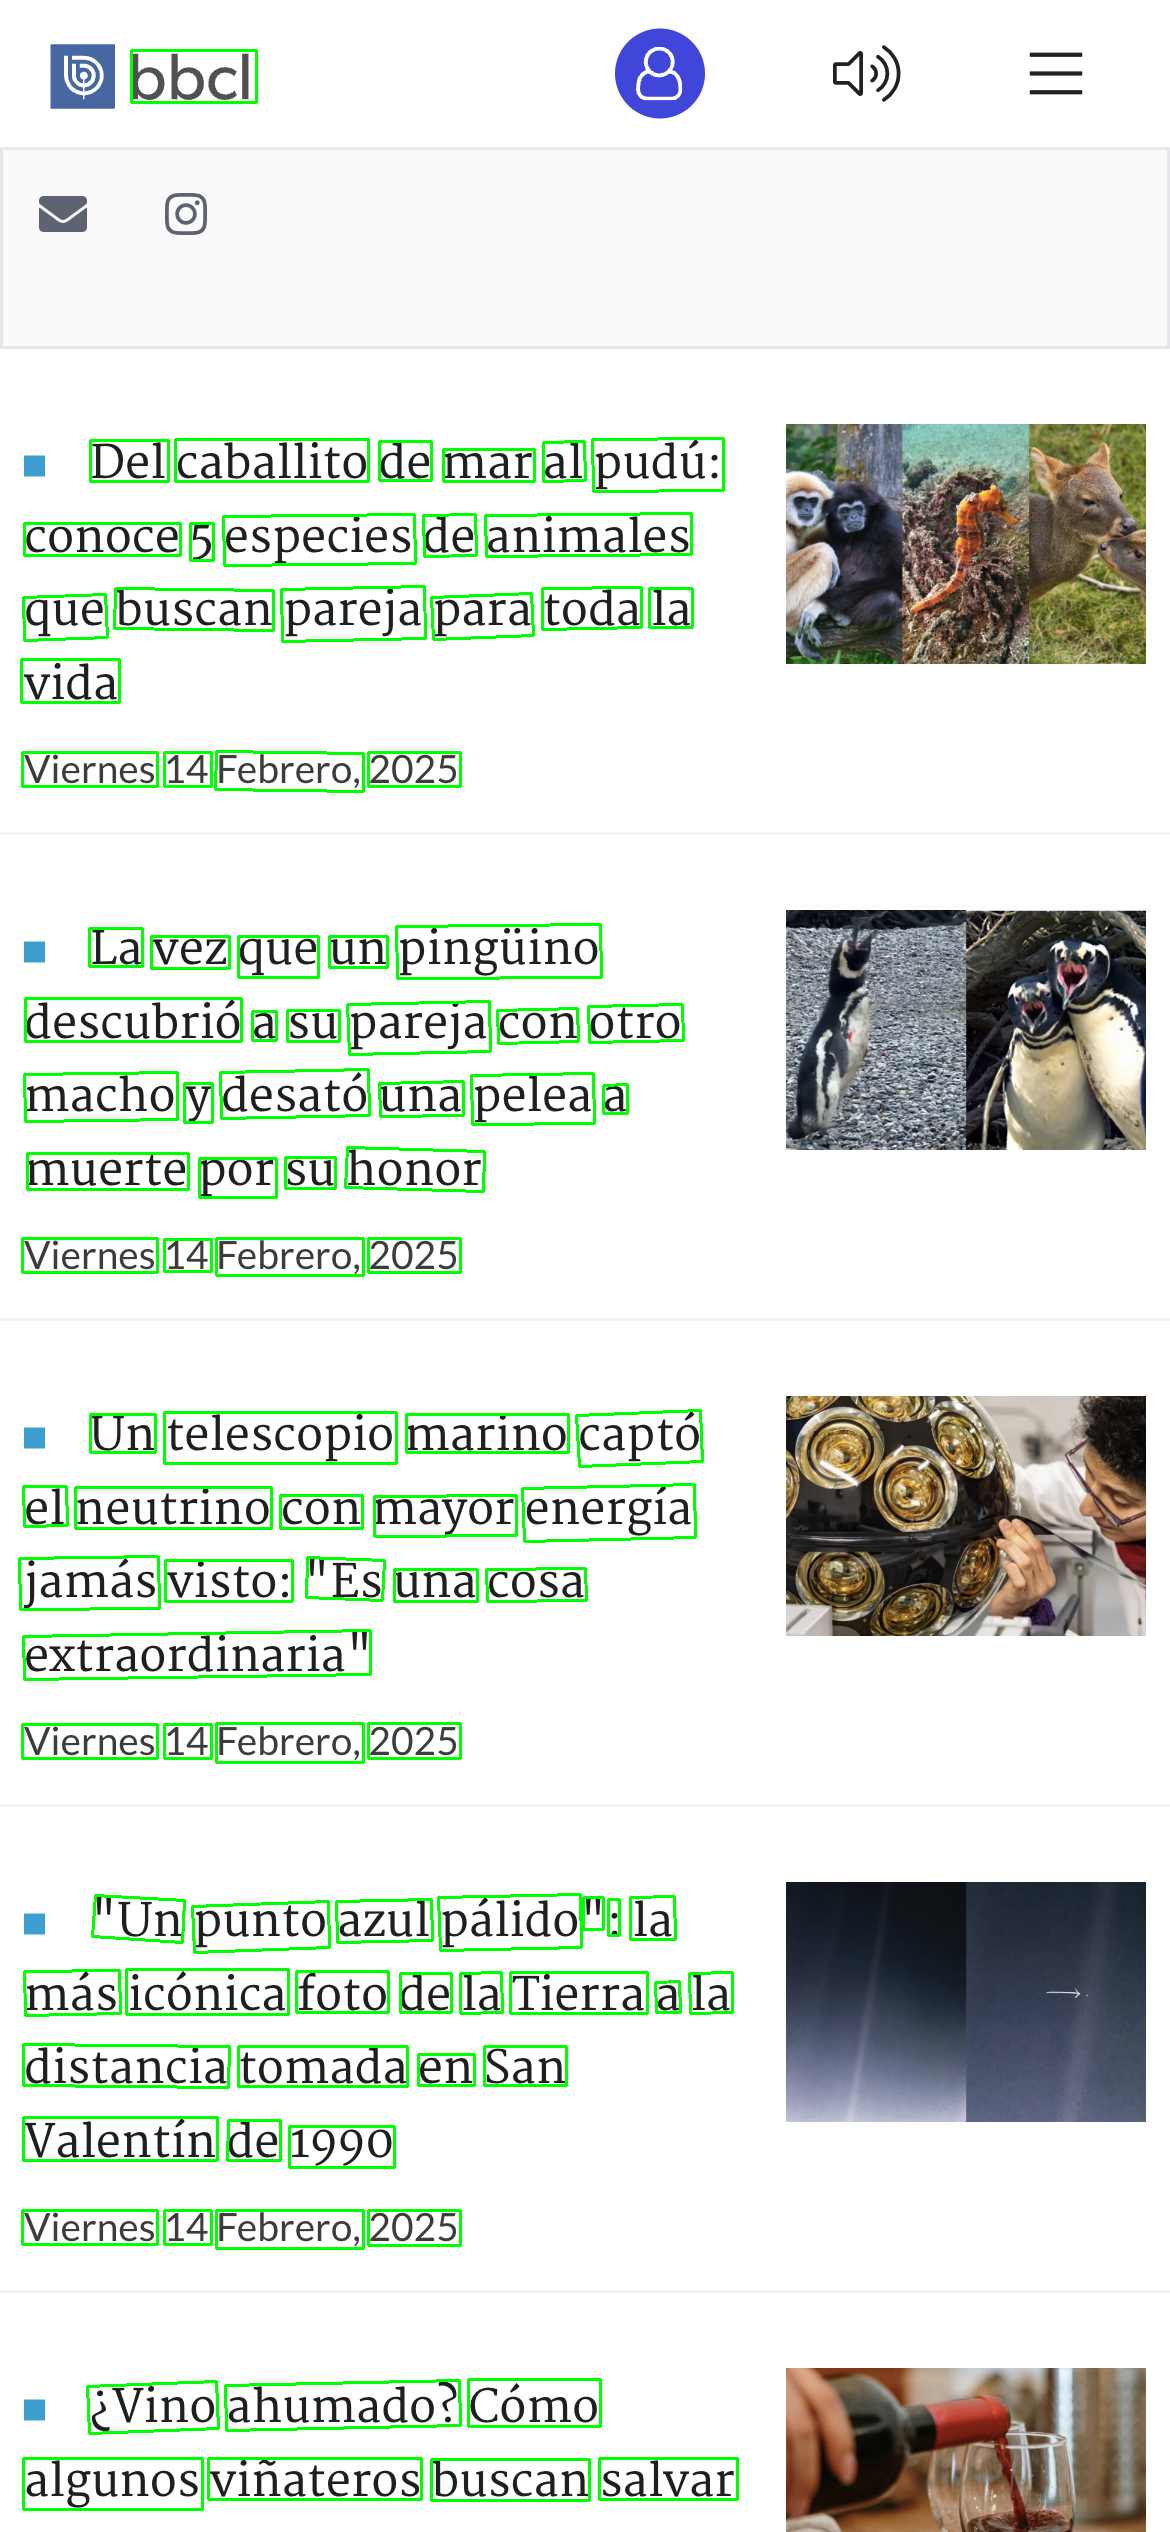 bbcl
Del caballito de mar al pudú:
conoce 5 especies de animales
que buscan pareja para toda la
vida
Viernes 14 Febrero, 2025
La vez que un pingüino
descubrió a su pareja con otro
macho y desató una pelea a
muerte por su honor
Viernes 14 Febrero, 2025
Un telescopio marino captó
el neutrino con mayor energía
jamás visto: "Es una cosa
extraordinaria"
Viernes 14 Febrero, 2025
"Un punto azul pálido": la
más icónica foto de la Tierra a la
distancia tomada en San
Valentín de 1990
Viernes 14 Febrero, 2025
¿Vino ahumado? Cómo
algunos viñateros buscan salvar